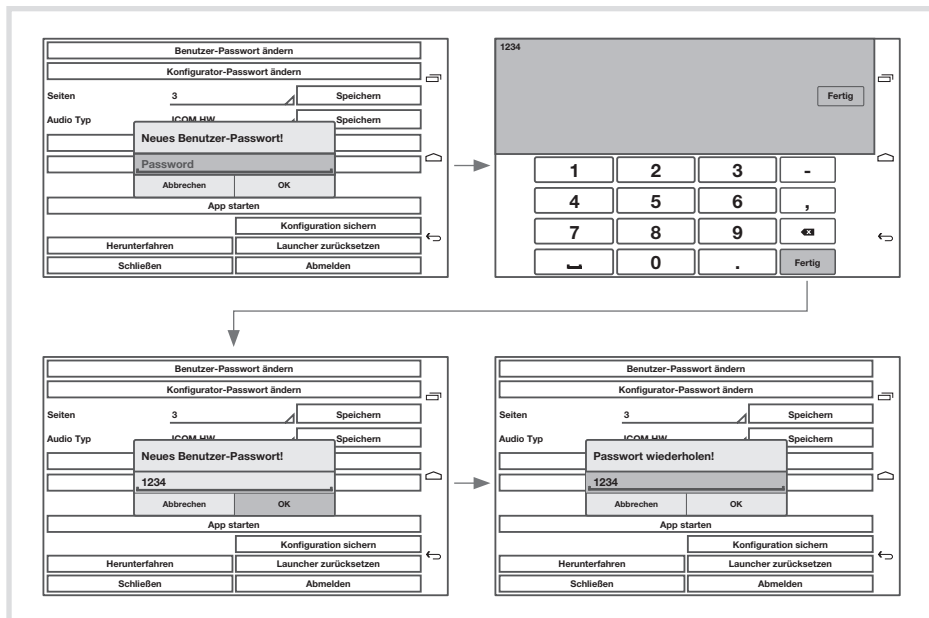 Benutzer-Passwort ändern
Konfigurator-Passwort ändern
Seiten 3 Speichern
Audio Typ ICOM HW Speichern
Neues Benutzer-Passwort!
Password
Abbrechen OK
App starten
Konfiguration sichern
Herunterfahren Launcher zurücksetzen
Schließen Abmelden
1234
Fertig
1 2 3 -
4 5 6 ,
7 8 9
0 . Fertig
Benutzer-Passwort ändern
Konfigurator-Passwort ändern
Seiten 3 Speichern
Audio Typ ICOM HW Speichern
Neues Benutzer-Passwort!
1234
Abbrechen OK
App starten
Konfiguration sichern
Herunterfahren Launcher zurücksetzen
Schließen Abmelden
Benutzer-Passwort ändern
Konfigurator-Passwort ändern
Seiten 3 Speichern
Audio Typ ICOM HW Speichern
Passwort wiederholen!
1234
Abbrechen OK
App starten
Konfiguration sichern
Herunterfahren Launcher zurücksetzen
Schließen Abmelden